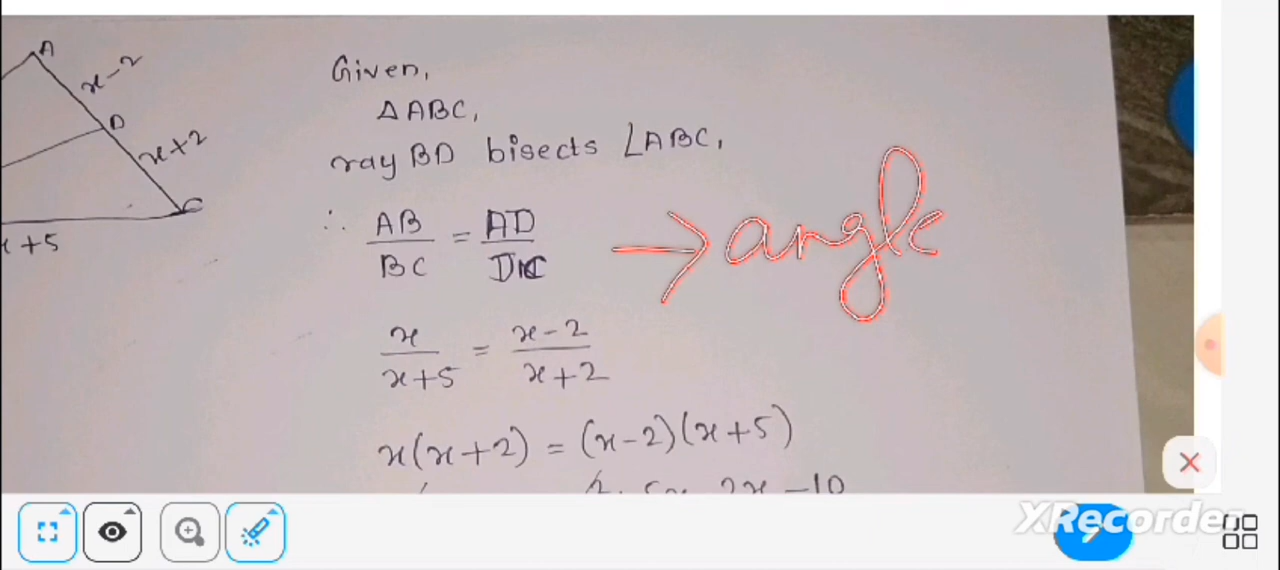 A
x-2
D
x+2
C
x+5
Given,
△ABC,
ray BD bisects ∠ABC,
∴ AB/BC = AD/DC → angle
x/x+5 = x-2/x+2
x(x+2) = (x-2)(x+5)
-10
XRecorder